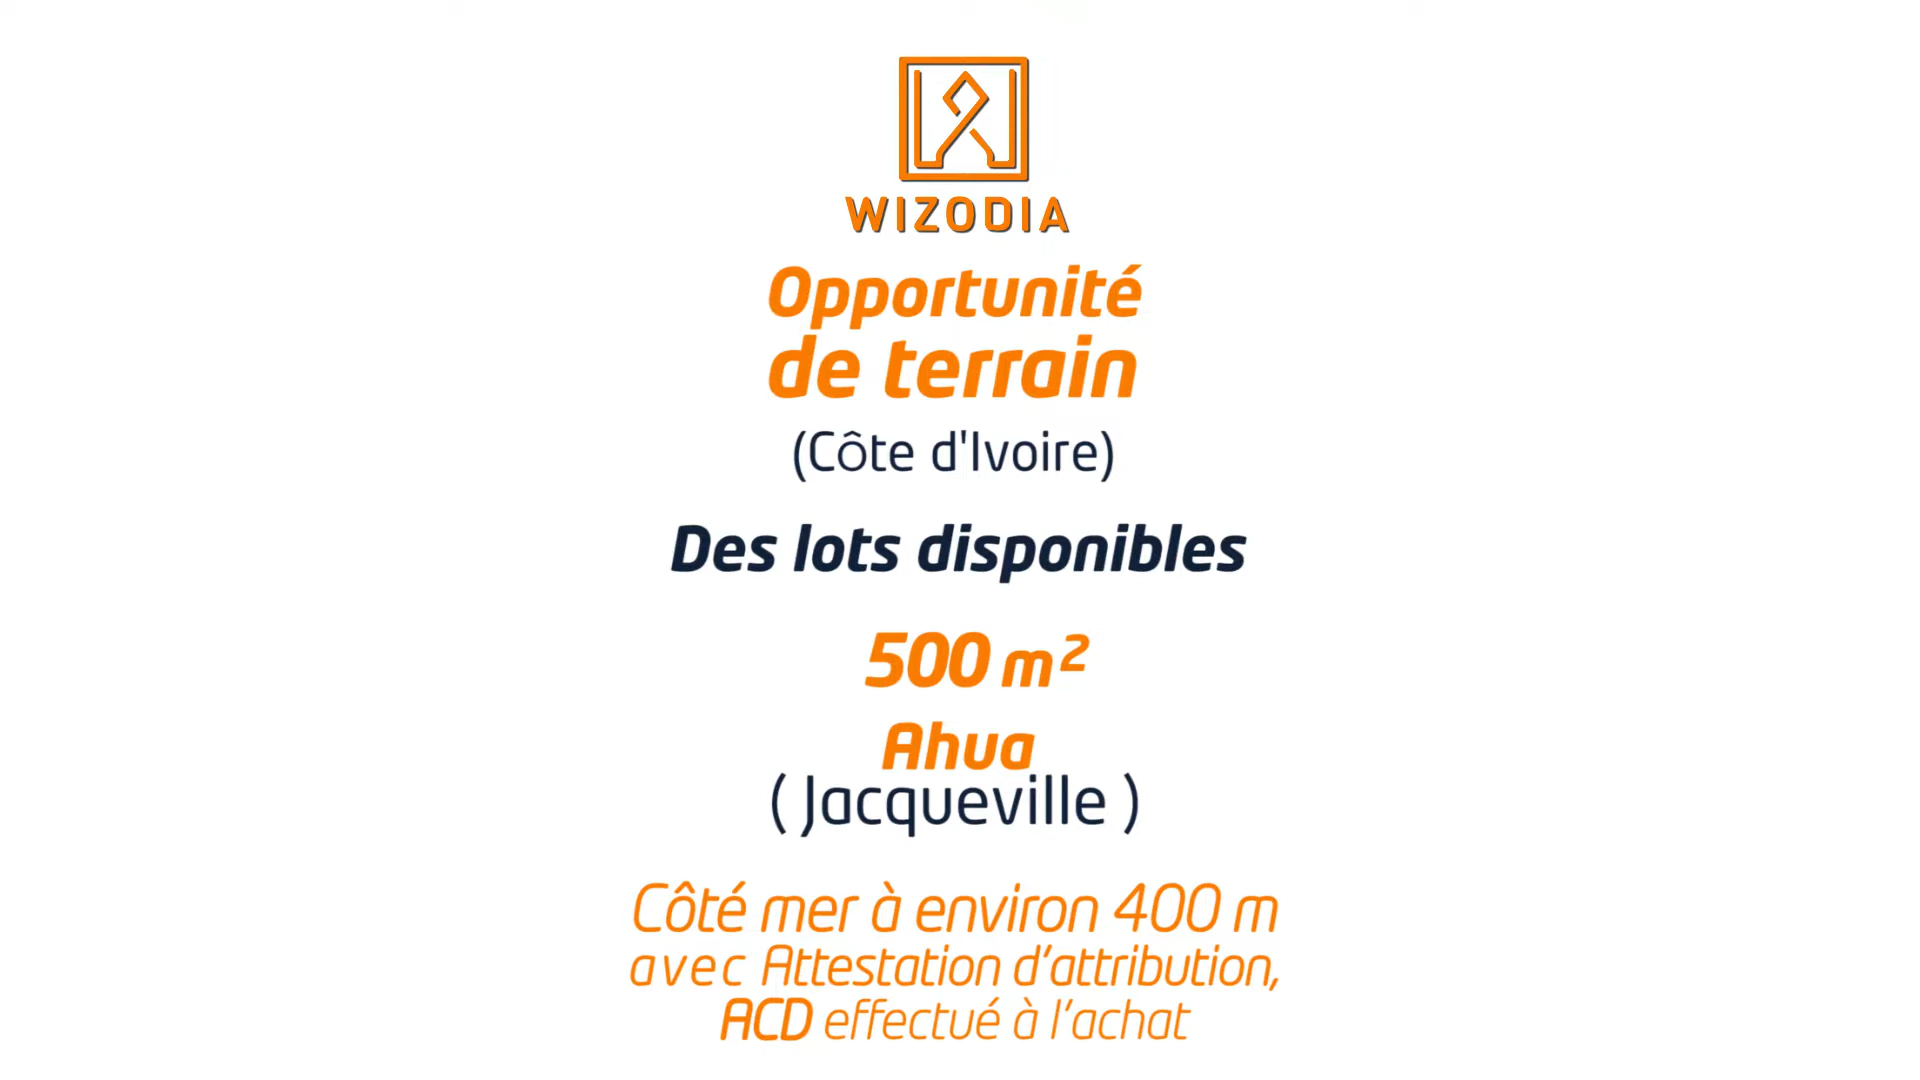 WIZODIA
Opportunité
de terrain
(Côte d'Ivoire)
Des lots disponibles
500 m²
Ahua
( Jacqueville )
Côté mer à environ 400 m
avec Attestation d’attribution,
ACD effectué à l’achat